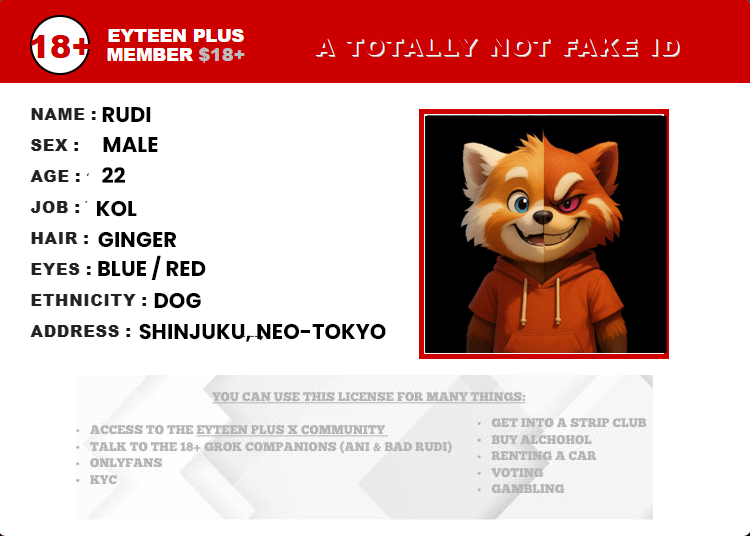 18+
EYTEEN PLUS
MEMBER $18+
A TOTALLY NOT FAKE ID
NAME : RUDI
SEX : MALE
AGE : 22
JOB : KOL
HAIR : GINGER
EYES : BLUE / RED
ETHNICITY : DOG
ADDRESS : SHINJUKU, NEO-TOKYO
YOU CAN USE THIS LICENSE FOR MANY THINGS:
• ACCESS TO THE EYTEEN PLUS X COMMUNITY
• TALK TO THE 18+ GROK COMPANIONS (ANI & BAD RUDI)
• ONLYFANS
• KYC
• GET INTO A STRIP CLUB
• BUY ALCHOHOL
• RENTING A CAR
• VOTING
• GAMBLING